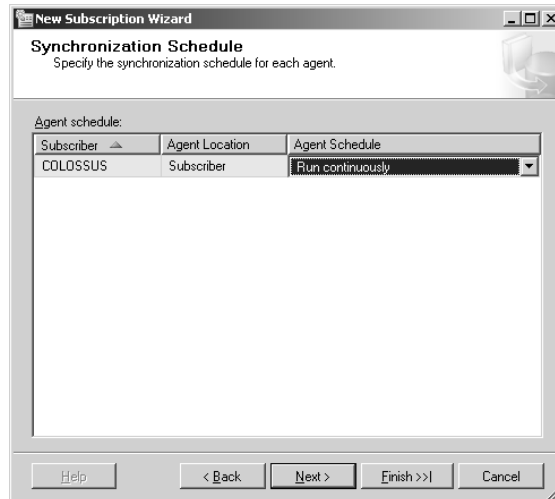 New Subscription Wizard
Synchronization Schedule
Specify the synchronization schedule for each agent.
Agent schedule:
Subscriber Agent Location Agent Schedule
COLOSSUS Subscriber Run continuously
Help < Back Next > Finish >>| Cancel